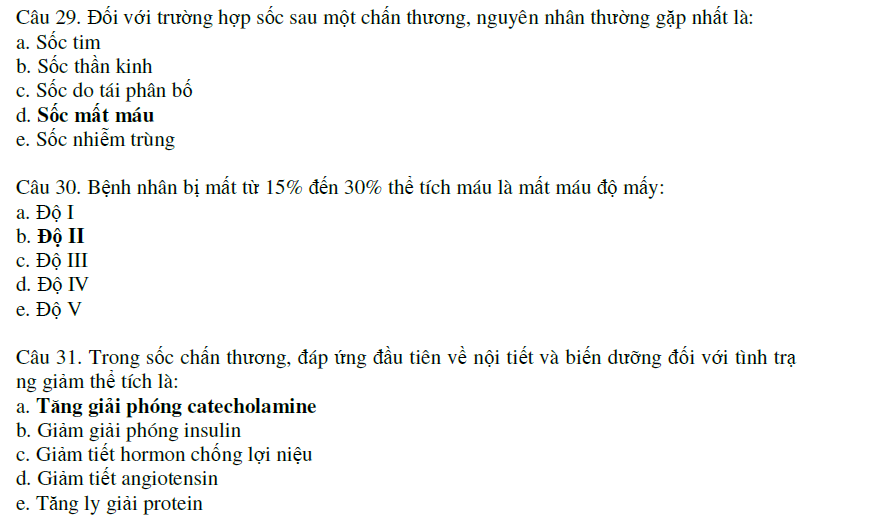 Câu 29. Đối với trường hợp sốc sau một chấn thương, nguyên nhân thường gặp nhất là:
a. Sốc tim
b. Sốc thần kinh
c. Sốc do tái phân bố
d. Sốc mất máu
e. Sốc nhiễm trùng
Câu 30. Bệnh nhân bị mất từ 15% đến 30% thể tích máu là mất máu độ mấy:
a. Độ I
b. Độ II
c. Độ III
d. Độ IV
e. Độ V
Câu 31. Trong sốc chấn thương, đáp ứng đầu tiên về nội tiết và biến dưỡng đối với tình trạ
ng giảm thể tích là:
a. Tăng giải phóng catecholamine
b. Giảm giải phóng insulin
c. Giảm tiết hormon chống lợi niệu
d. Giảm tiết angiotensin
e. Tăng ly giải protein